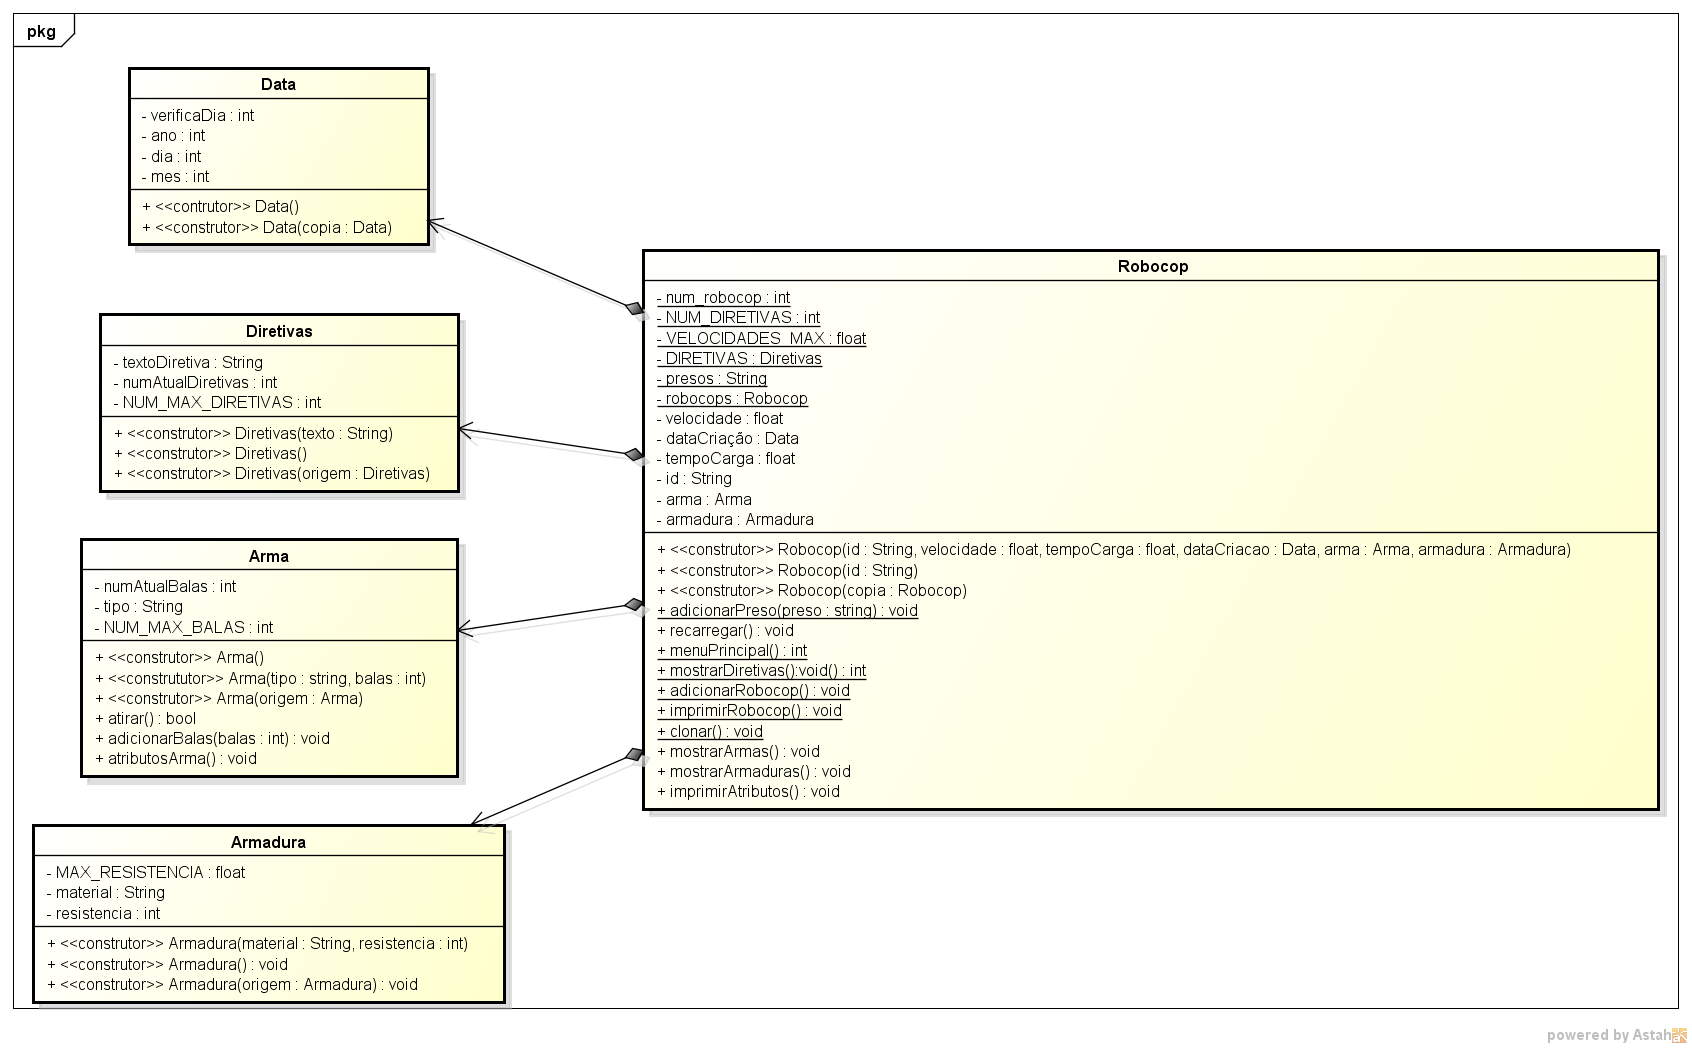 pkg
Data
- verificaDia : int
- ano : int
- dia : int
- mes : int
+ <<contrutor>> Data()
+ <<construtor>> Data(copia : Data)
Diretivas
- textoDiretiva : String
- numAtualDiretivas : int
- NUM_MAX_DIRETIVAS : int
+ <<construtor>> Diretivas(texto : String)
+ <<construtor>> Diretivas()
+ <<construtor>> Diretivas(origem : Diretivas)
Arma
- numAtualBalas : int
- tipo : String
- NUM_MAX_BALAS : int
+ <<construtor>> Arma()
+ <<constrututor>> Arma(tipo : string, balas : int)
+ <<construtor>> Arma(origem : Arma)
+ atirar() : bool
+ adicionarBalas(balas : int) : void
+ atributosArma() : void
Armadura
- MAX_RESISTENCIA : float
- material : String
- resistencia : int
+ <<construtor>> Armadura(material : String, resistencia : int)
+ <<construtor>> Armadura() : void
+ <<construtor>> Armadura(origem : Armadura) : void
Robocop
- num_robocop : int
- NUM_DIRETIVAS : int
- VELOCIDADES_MAX : float
- DIRETIVAS : Diretivas
- presos : String
- robocops : Robocop
- velocidade : float
- dataCriação : Data
- tempoCarga : float
- id : String
- arma : Arma
- armadura : Armadura
+ <<construtor>> Robocop(id : String, velocidade : float, tempoCarga : float, dataCriacao : Data, arma : Arma, armadura : Armadura)
+ <<construtor>> Robocop(id : String)
+ <<construtor>> Robocop(copia : Robocop)
+ adicionarPreso(preso : string) : void
+ recarregar() : void
+ menuPrincipal() : int
+ mostrarDiretivas():void() : int
+ adicionarRobocop() : void
+ imprimirRobocop() : void
+ clonar() : void
+ mostrarArmas() : void
+ mostrarArmaduras() : void
+ imprimirAtributos() : void
powered by Astah